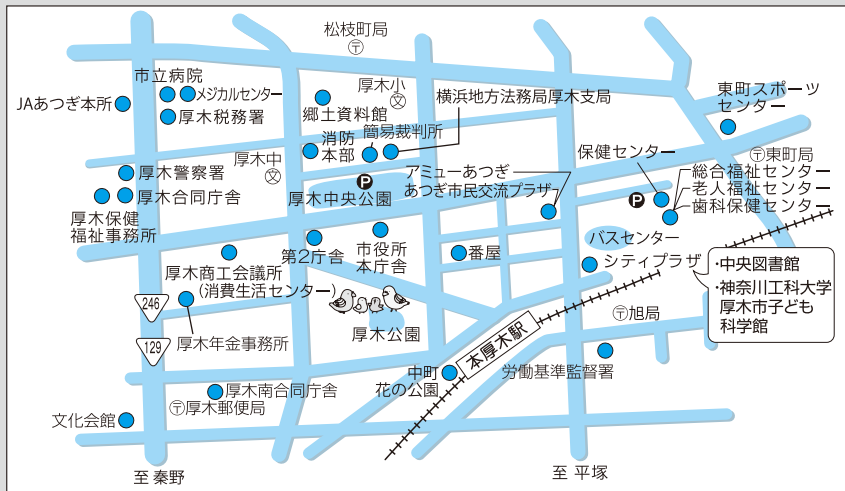 松枝町局
〒
市立病院
メジカルセンター
JAあつぎ本所
厚木税務署
厚木小
文
郷土資料館
横浜地方法務局厚木支局
東町スポーツ
センター
消防
本部
簡易裁判所
厚木中
文
保健センター
〒東町局
厚木警察署
アミューあつぎ
あつぎ市民交流プラザ
総合福祉センター
老人福祉センター
歯科保健センター
P
P
厚木合同庁舎
厚木中央公園
厚木保健
福祉事務所
第2庁舎
市役所
本庁舎
番屋
バスセンター
シティプラザ
・中央図書館
・神奈川工科大学
厚木市子ども
科学館
厚木商工会議所
(消費生活センター)
246
129
厚木年金事務所
厚木公園
本厚木駅
〒旭局
中町
花の公園
労働基準監督署
厚木南合同庁舎
〒厚木郵便局
文化会館
至 秦野
至 平塚